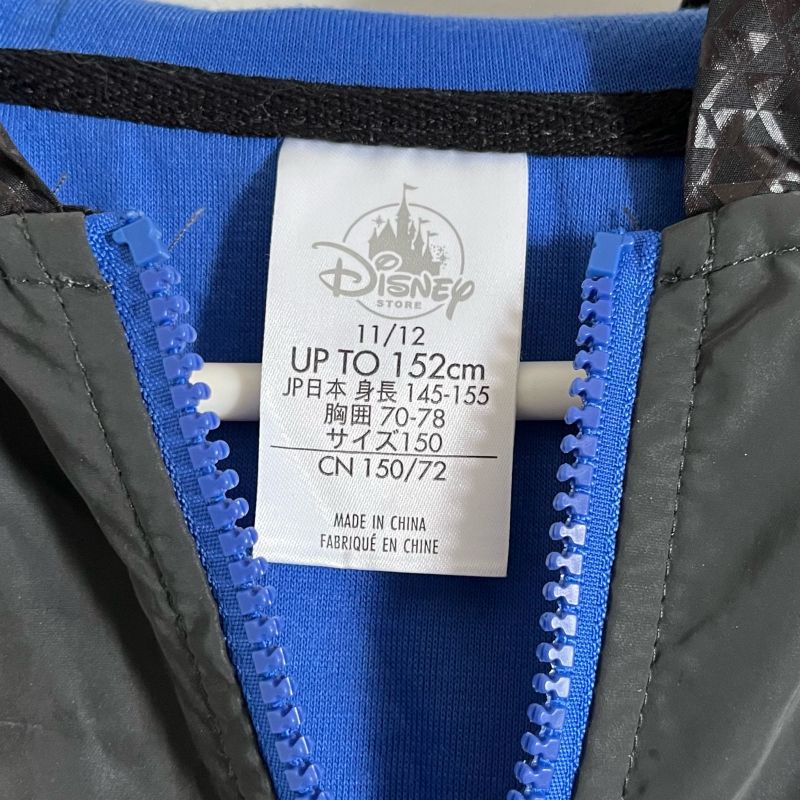 Disney
STORE
11/12
UP TO 152cm
JP日本 身長 145-155
胸囲 70-78
サイズ150
CN 150/72
MADE IN CHINA
FABRIQUÉ EN CHINE